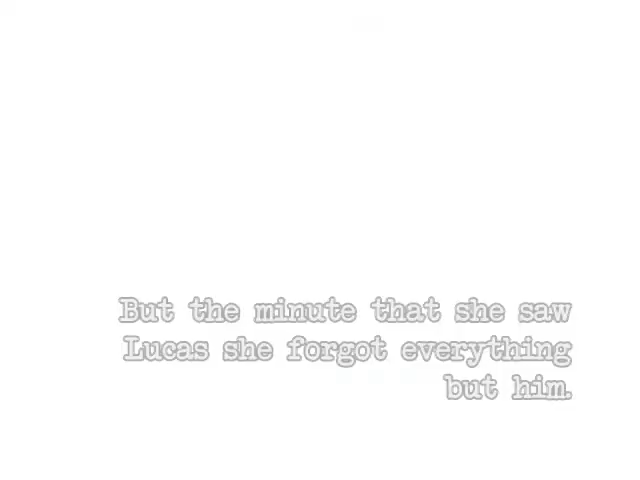 But the minute that she saw
Lucas she forgot everything
but him.